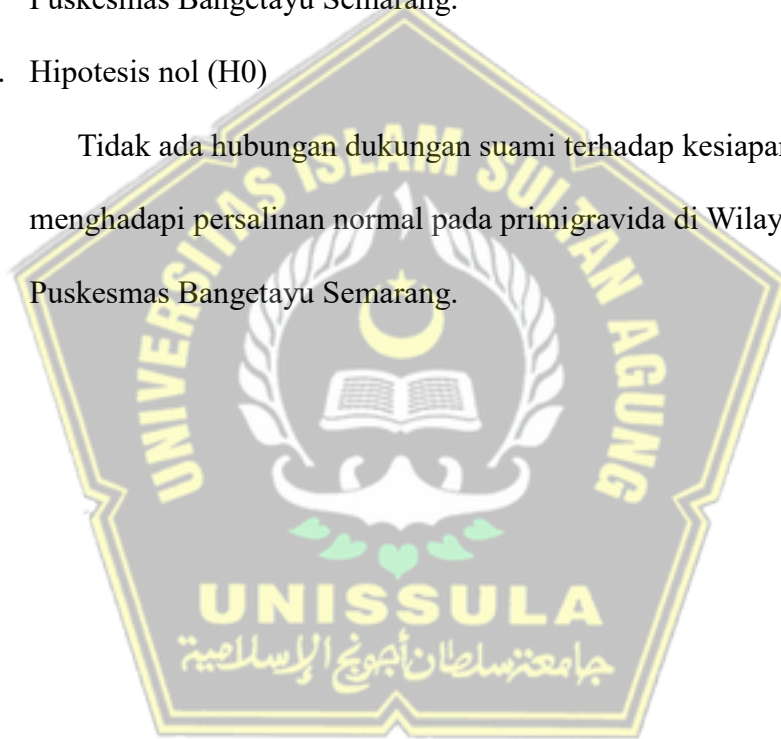 Puskesmas Bangetayu Semarang.
. Hipotesis nol (H0)
Tidak ada hubungan dukungan suami terhadap kesiapan
menghadapi persalinan normal pada primigravida di Wilay
Puskesmas Bangetayu Semarang.
UNIVERSITAS ISLAM SULTAN AGUNG
UNISSULA
جامعة سلطان أجونج الإسلامية